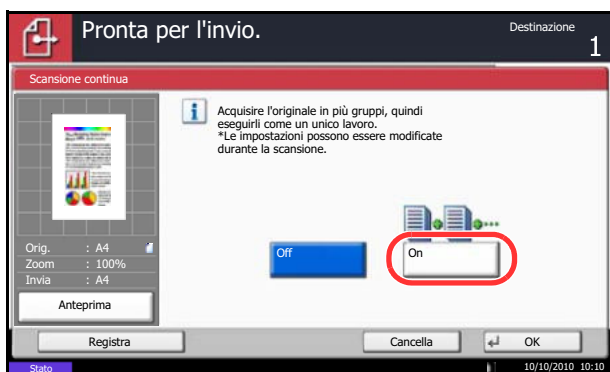 Pronta per l'invio.
Destinazione
1
Scansione continua
Acquisire l'originale in più gruppi, quindi
eseguirli come un unico lavoro.
*Le impostazioni possono essere modificate
durante la scansione.
Orig. : A4
Zoom : 100%
Invia : A4
Anteprima
Off
On
Registra
Cancella
OK
Stato
10/10/2010 10:10